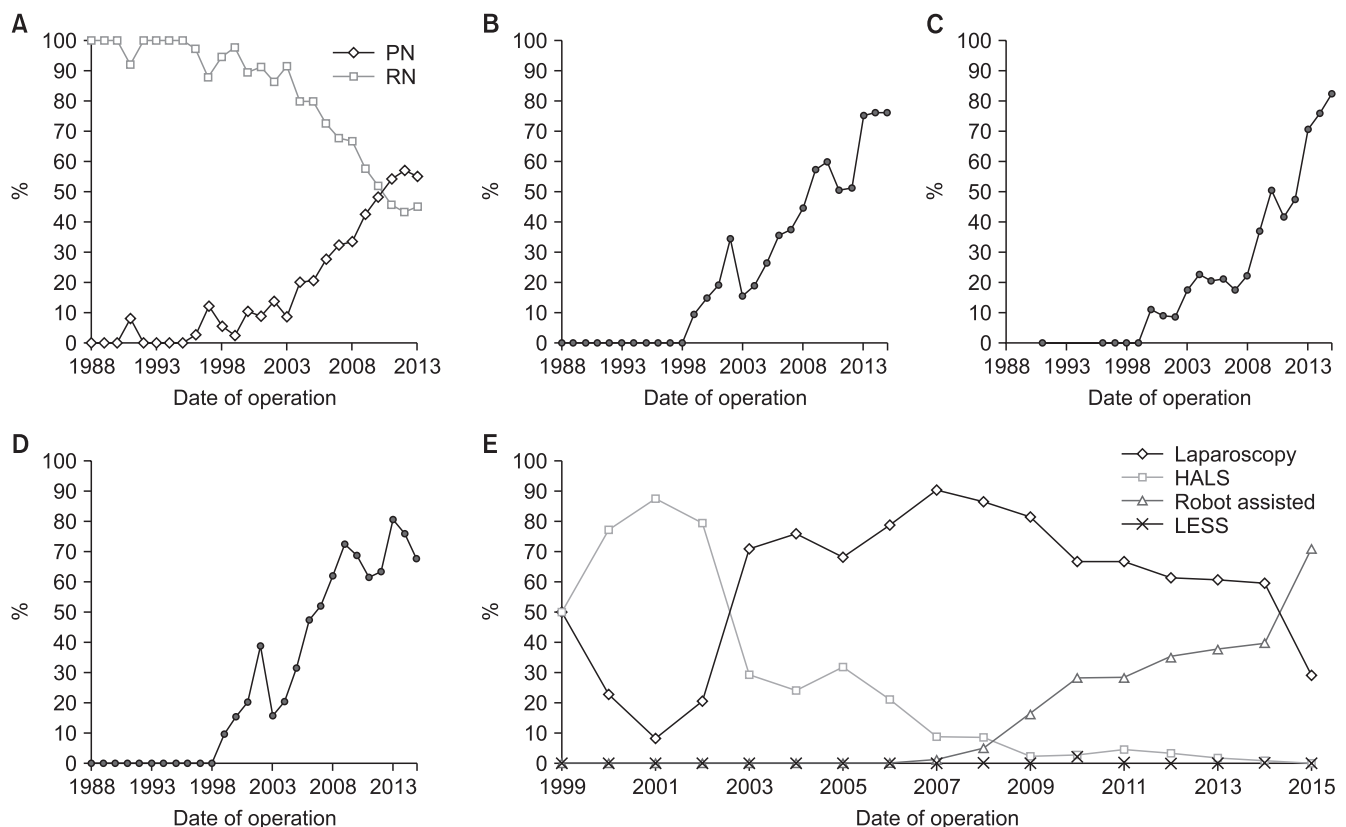 A
100
90
80
70
60
50
40
30
20
10
0
%
PN
RN
1988 1993 1998 2003 2008 2013
Date of operation
B
100
90
80
70
60
50
40
30
20
10
0
%
1988 1993 1998 2003 2008 2013
Date of operation
C
100
90
80
70
60
50
40
30
20
10
0
%
1988 1993 1998 2003 2008 2013
Date of operation
D
100
90
80
70
60
50
40
30
20
10
0
%
1988 1993 1998 2003 2008 2013
Date of operation
E
100
90
80
70
60
50
40
30
20
10
0
%
Laparoscopy
HALS
Robot assisted
LESS
1999 2001 2003 2005 2007 2009 2011 2013 2015
Date of operation